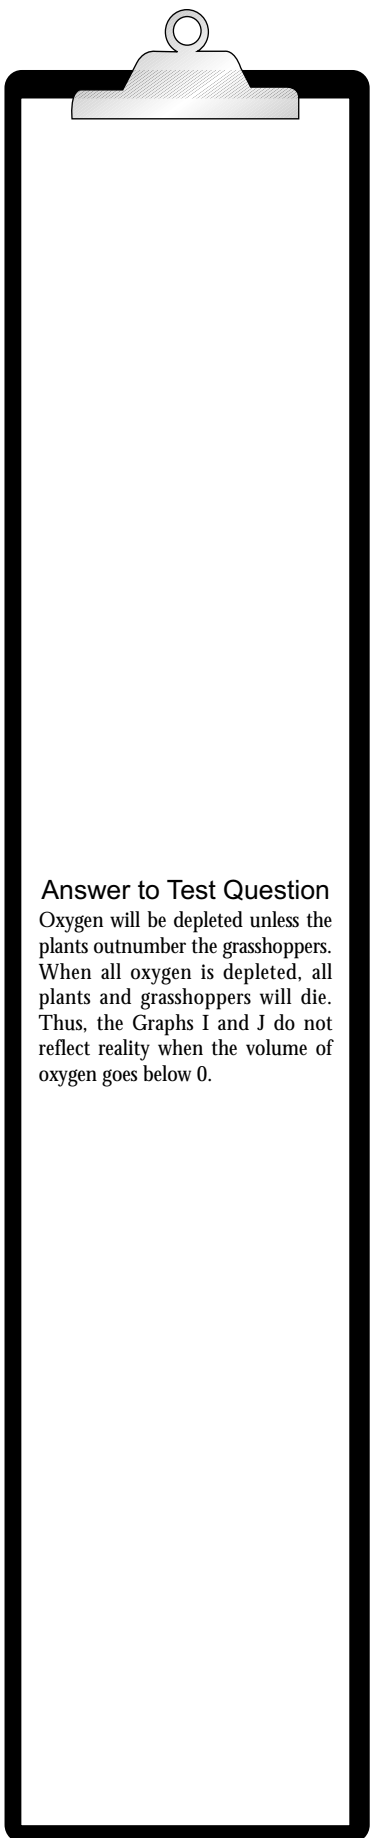 Answer to Test Question
Oxygen will be depleted unless the
plants outnumber the grasshoppers.
When all oxygen is depleted, all
plants and grasshoppers will die.
Thus, the Graphs I and J do not
reflect reality when the volume of
oxygen goes below 0.